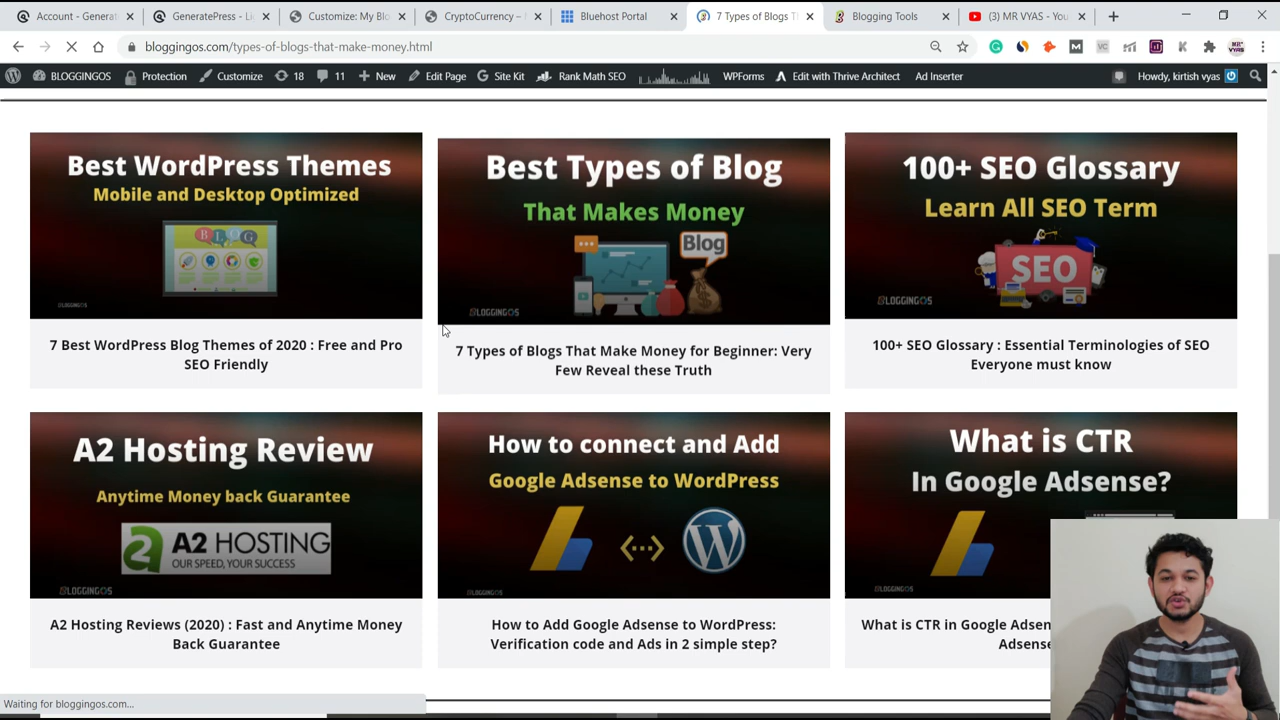 Account - Generat
GeneratePress - Li
Customize: My Blo
CryptoCurrency –
Bluehost Portal
7 Types of Blogs T
Blogging Tools
(3) MR VYAS - You
bloggingos.com/types-of-blogs-that-make-money.html
BLOGGINGOS
Protection
Customize
18
11
New
Edit Page
Site Kit
Rank Math SEO
WPForms
Edit with Thrive Architect
Ad Inserter
Howdy, kirtish vyas
Best WordPress Themes
Mobile and Desktop Optimized
BLOG
BLOGGINGOS
7 Best WordPress Blog Themes of 2020 : Free and Pro
SEO Friendly
Best Types of Blog
That Makes Money
Blog
BLOGGINGOS
7 Types of Blogs That Make Money for Beginner: Very
Few Reveal these Truth
100+ SEO Glossary
Learn All SEO Term
SEO
BLOGGINGOS
100+ SEO Glossary : Essential Terminologies of SEO
Everyone must know
A2 Hosting Review
Anytime Money back Guarantee
A2 HOSTING
OUR SPEED, YOUR SUCCESS
BLOGGINGOS
A2 Hosting Reviews (2020) : Fast and Anytime Money
Back Guarantee
How to connect and Add
Google Adsense to WordPress
BLOGGINGOS
How to Add Google Adsense to WordPress:
Verification code and Ads in 2 simple step?
What is CTR
In Google Adsense?
BLOGGINGOS
What is CTR in Google Adsen
Adsense
Waiting for bloggingos.com...